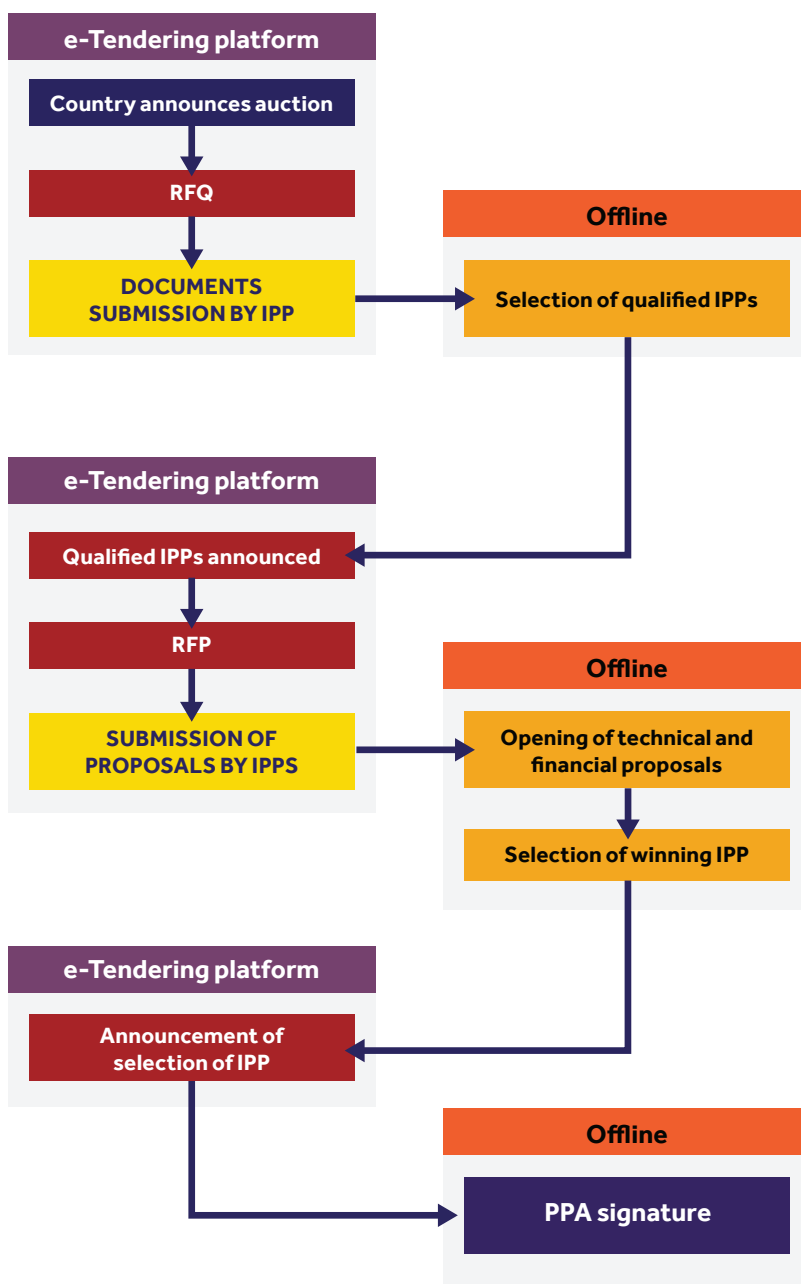 e-Tendering platform
Country announces auction
RFQ
DOCUMENTS
SUBMISSION BY IPP
Offline
Selection of qualified IPPs
e-Tendering platform
Qualified IPPs announced
RFP
SUBMISSION OF
PROPOSALS BY IPPS
Offline
Opening of technical and
financial proposals
Selection of winning IPP
e-Tendering platform
Announcement of
selection of IPP
Offline
PPA signature